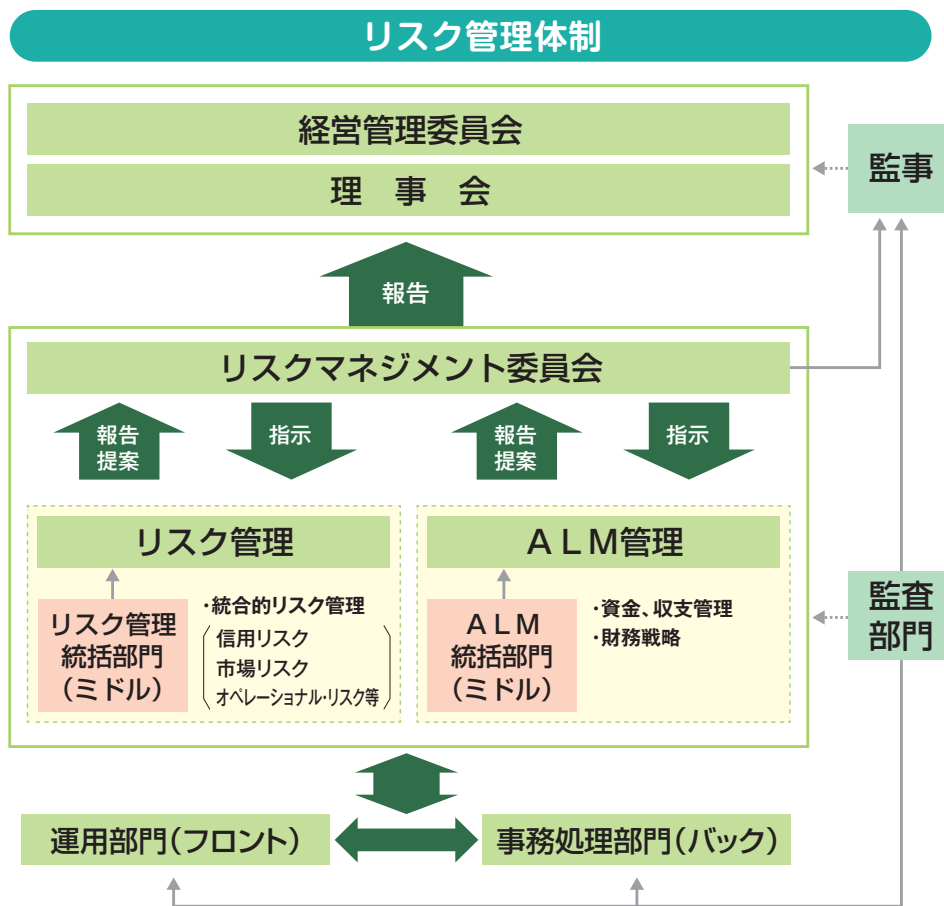 リスク管理体制
経営管理委員会
理 事 会
監事
報告
リスクマネジメント委員会
報告
提案
指示
報告
提案
指示
リスク管理
リスク管理
統括部門
（ミドル）
・統合的リスク管理
信用リスク
市場リスク
オペレーショナル・リスク等
ＡＬＭ管理
ＡＬＭ
統括部門
（ミドル）
・資金、収支管理
・財務戦略
監査
部門
運用部門（フロント）
事務処理部門（バック）